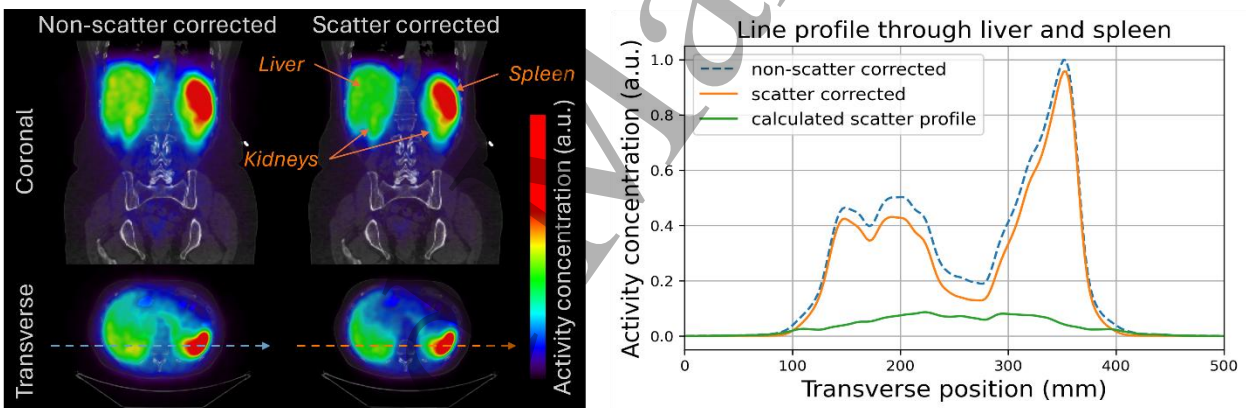 Non-scatter corrected
Scatter corrected
Coronal
Liver
Spleen
Kidneys
Transverse
Activity concentration (a.u.)
Line profile through liver and spleen
non-scatter corrected
scatter corrected
calculated scatter profile
Activity concentration (a.u.)
1.0
0.8
0.6
0.4
0.2
0.0
0
100
200
300
400
500
Transverse position (mm)